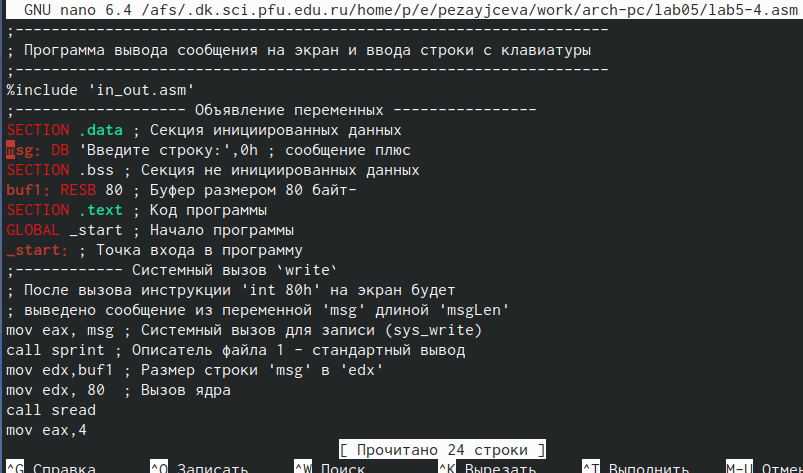 GNU nano 6.4 /afs/.dk.sci.pfu.edu.ru/home/p/e/pezayjceva/work/arch-pc/lab05/lab5-4.asm
;------------------------------------------------------------------
; Программа вывода сообщения на экран и ввода строки с клавиатуры
;------------------------------------------------------------------
%include 'in_out.asm'
;------------------- Объявление переменных ----------------
SECTION .data ; Секция инициированных данных
msg: DB 'Введите строку:',0h ; сообщение плюс
SECTION .bss ; Секция не инициированных данных
buf1: RESB 80 ; Буфер размером 80 байт-
SECTION .text ; Код программы
GLOBAL _start ; Начало программы
_start: ; Точка входа в программу
;------------ Системный вызов `write`
; После вызова инструкции 'int 80h' на экран будет
; выведено сообщение из переменной 'msg' длиной 'msgLen'
mov eax, msg ; Системный вызов для записи (sys_write)
call sprint ; Описатель файла 1 - стандартный вывод
mov edx,buf1 ; Размер строки 'msg' в 'edx'
mov edx, 80  ; Вызов ядра
call sread
mov eax,4
[ Прочитано 24 строки ]
^G Справка ^O Записать ^W Поиск ^K Вырезать ^T Выполнить M-U Отмен